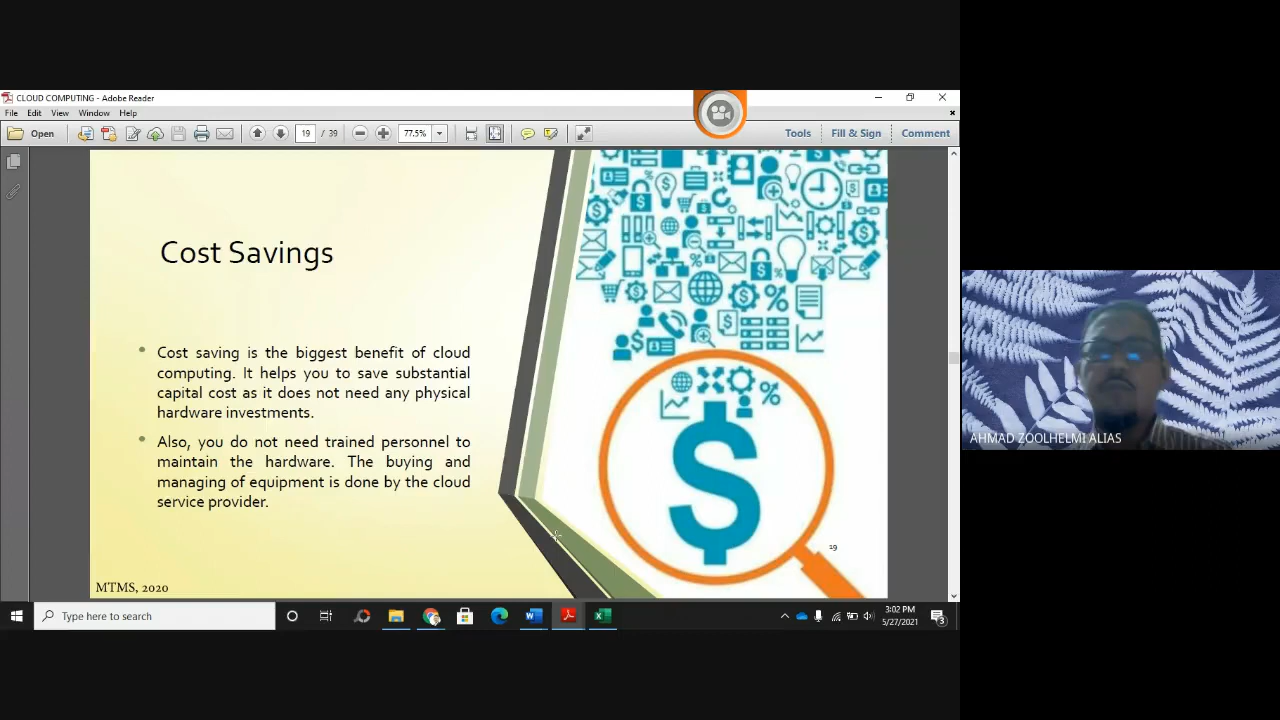 CLOUD COMPUTING - Adobe Reader
File Edit View Window Help
Open 19 / 39 77.5% Tools Fill & Sign Comment
Cost Savings
• Cost saving is the biggest benefit of cloud
computing. It helps you to save substantial
capital cost as it does not need any physical
hardware investments.
• Also, you do not need trained personnel to
maintain the hardware. The buying and
managing of equipment is done by the cloud
service provider.
$
19
MTMS, 2020
AHMAD ZOOLHELMI ALIAS
Type here to search
3:02 PM
5/27/2021
3